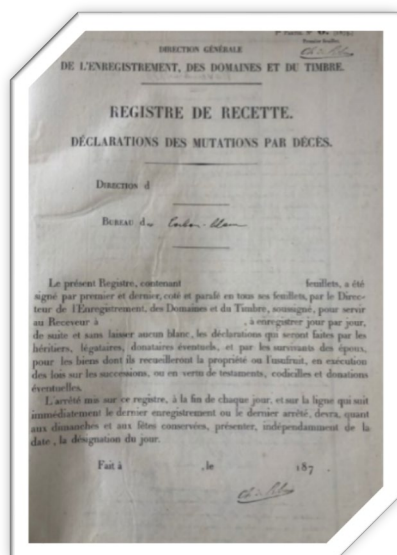 DIRECTION GÉNÉRALE
DE L'ENREGISTREMENT, DES DOMAINES ET DU TIMBRE.
REGISTRE DE RECETTE.
DÉCLARATIONS DES MUTATIONS PAR DÉCÈS.
DIRECTION d
BUREAU d
Le présent Registre, contenant feuillets, a été
signé par premier et dernier, coté et parafé en tous ses feuillets, par le Direc-
teur de l'Enregistrement, des Domaines et du Timbre, soussigné, pour servir
au Receveur à , à enregistrer jour par jour,
de suite et sans laisser aucun blanc, les déclarations qui seront faites par les
héritiers, légataires, donataires éventuels, et par les survivants des époux,
pour les biens dont ils recueilleront la propriété ou l'usufruit, en exécution
des lois sur les successions, ou en vertu de testaments, codicilles et donations
éventuelles.
L'arrêté mis sur ce registre, à la fin de chaque jour, et sur la ligne qui suit
immédiatement le dernier enregistrement ou le dernier arrêté, devra, quant
aux dimanches et aux fêtes conservées, présenter, indépendamment de la
date, la désignation du jour.
Fait à , le 187 .